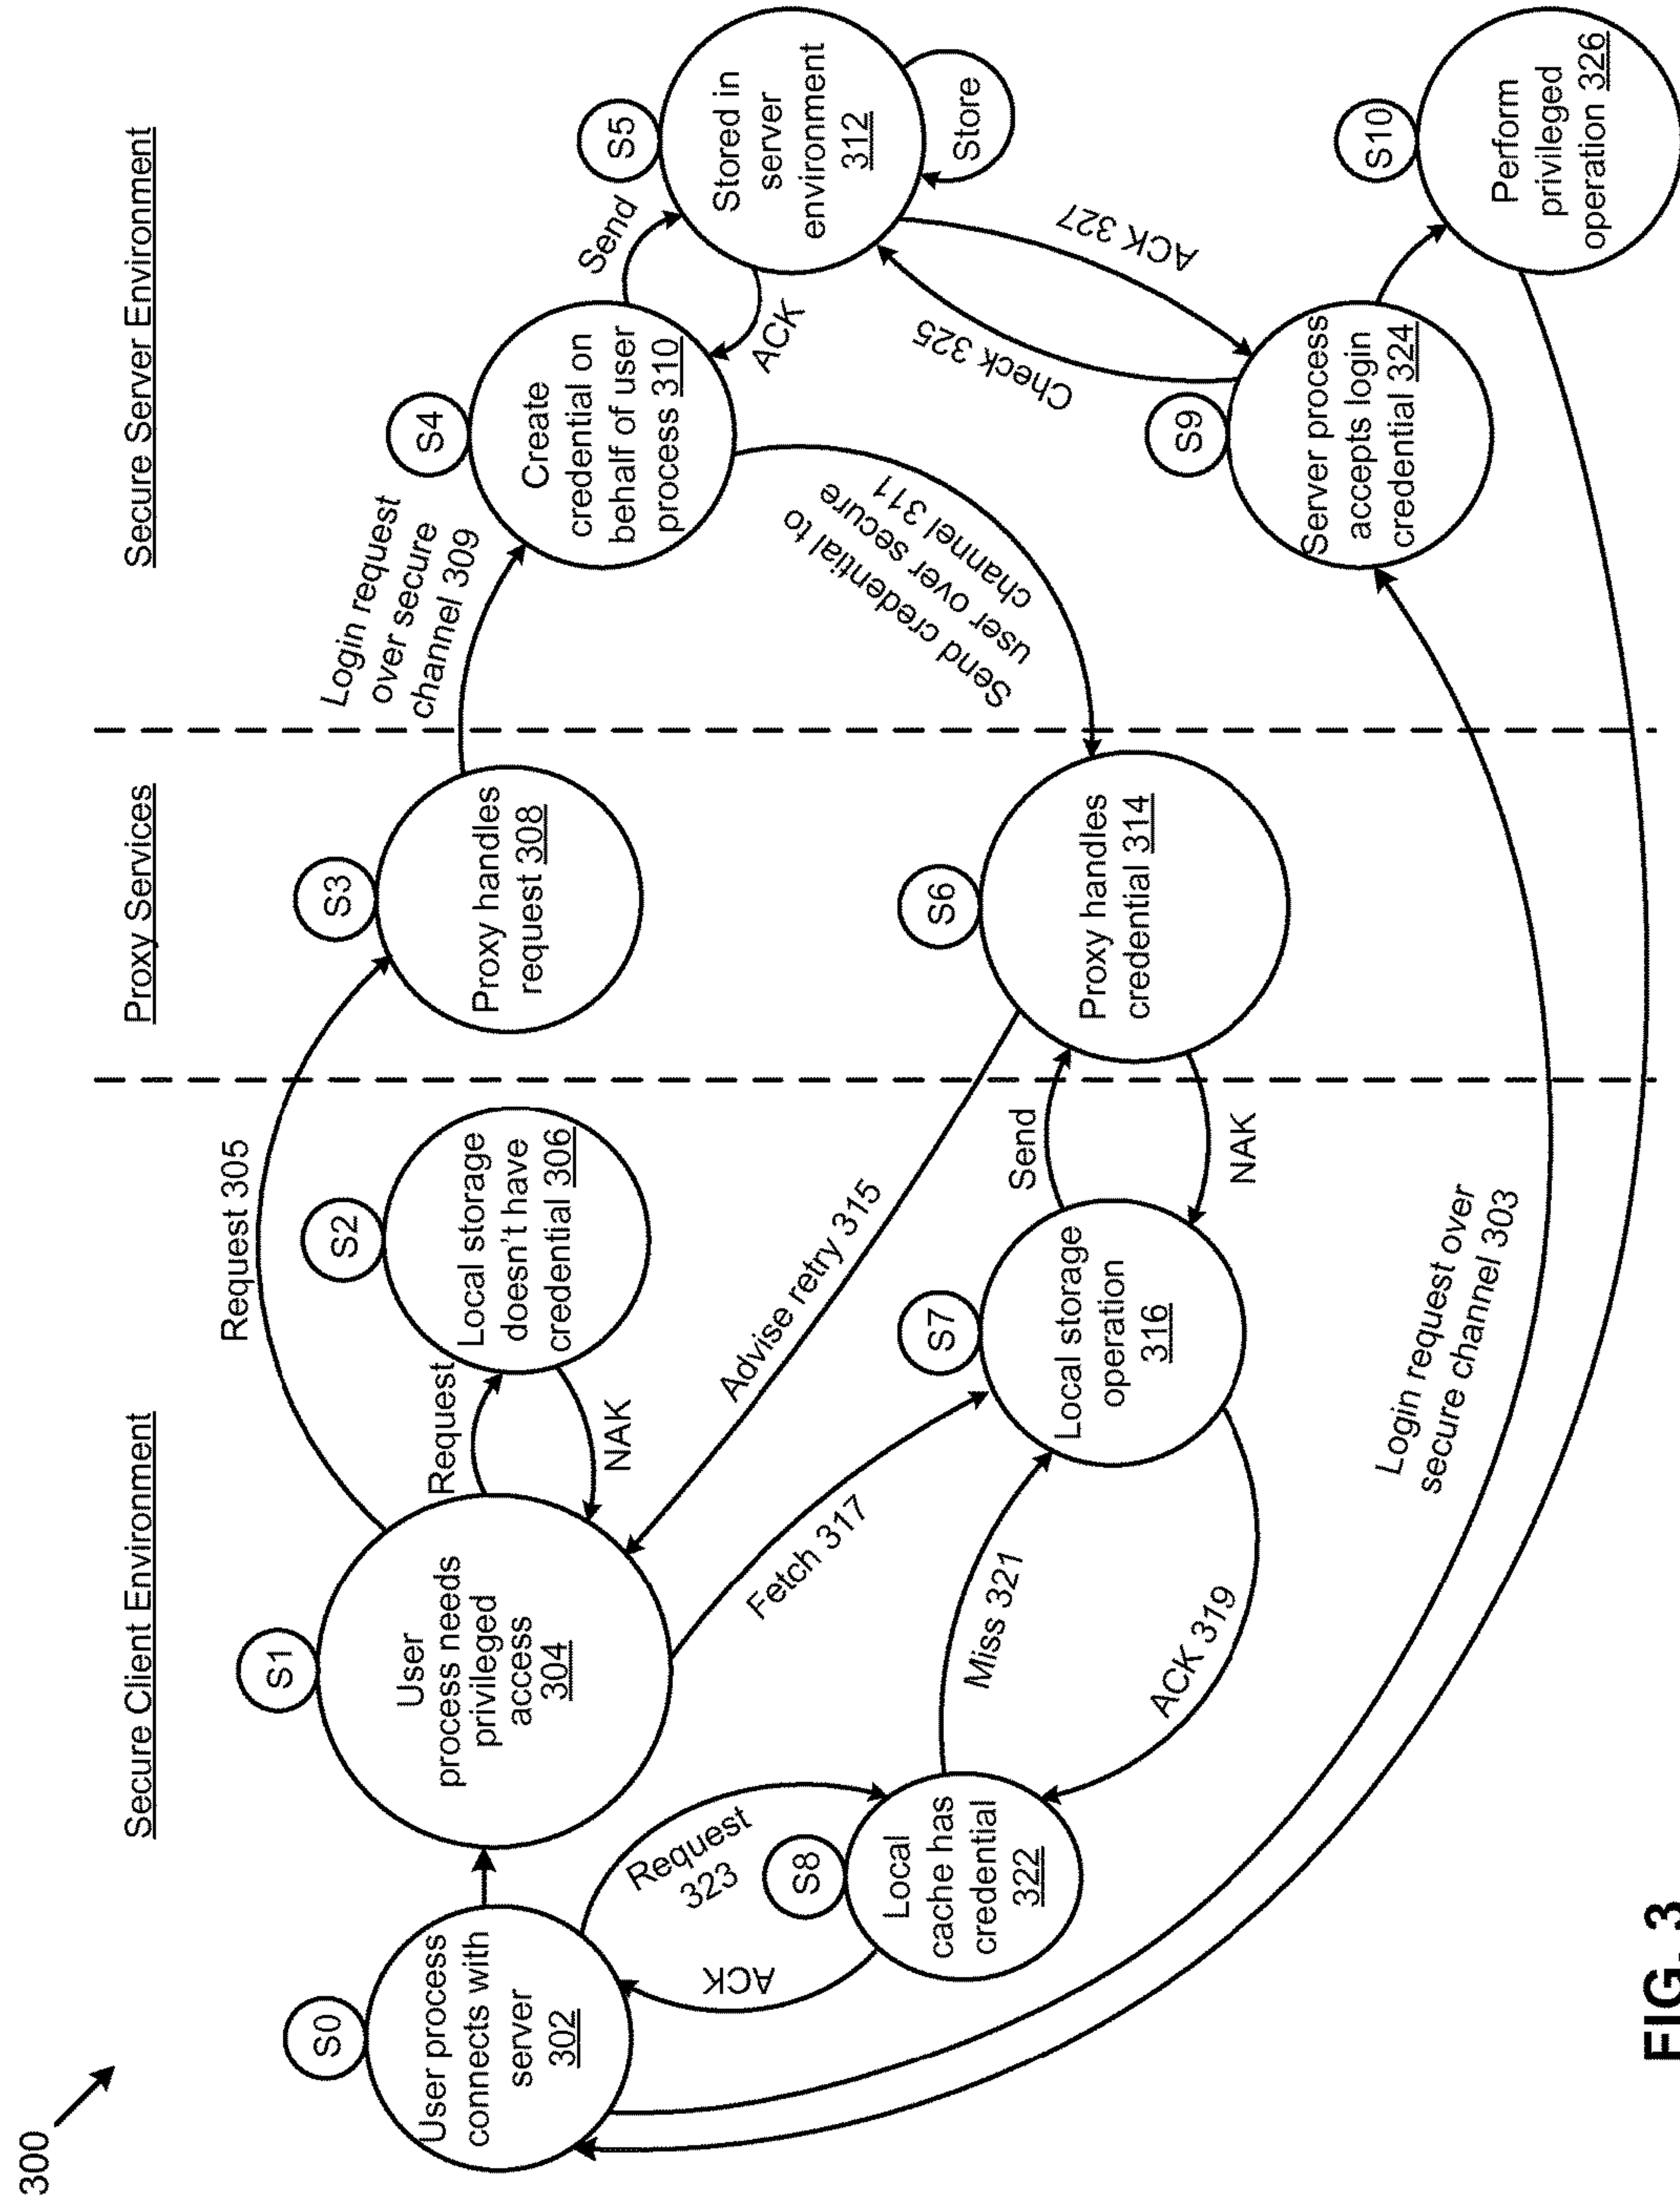 300
Secure Client Environment
Proxy Services
Secure Server Environment
S0
User process
connects with
server
302
S1
User
process needs
privileged
access
304
Request
NAK
S2
Local storage
doesn't have
credential 306
Request 305
S3
Proxy handles
request 308
Login request
over secure
channel 309
S4
Create
credential on
behalf of user
process 310
Send
ACK
S5
Stored in
server
environment
312
Store
Send credential to
user over secure
channel 311
S6
Proxy handles
credential 314
Advise retry 315
Send
NAK
S7
Local storage
operation
316
Fetch 317
Miss 321
ACK 319
S8
Local
cache has
credential
322
Request
323
ACK
Login request over
secure channel 303
S9
Server process
accepts login
credential 324
Check 325
ACK 327
S10
Perform
privileged
operation 326
FIG. 3